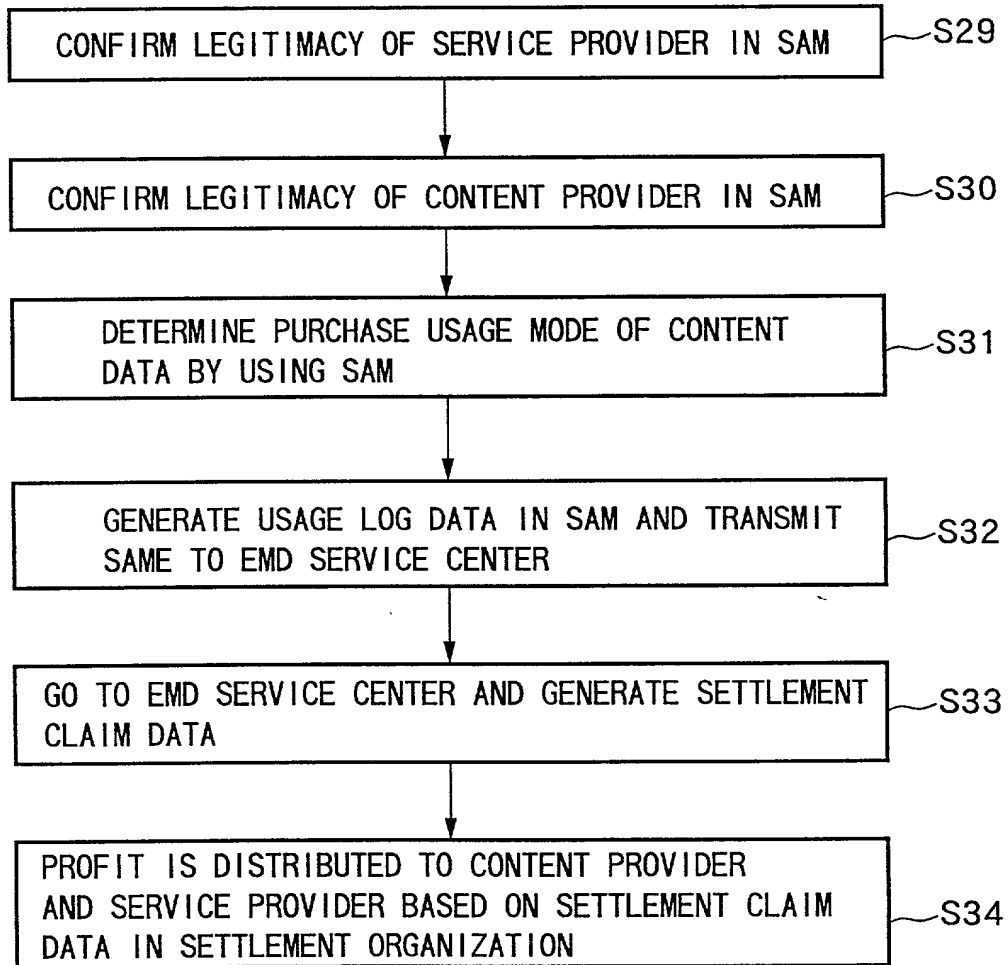 CONFIRM LEGITIMACY OF SERVICE PROVIDER IN SAM
S29
CONFIRM LEGITIMACY OF CONTENT PROVIDER IN SAM
S30
DETERMINE PURCHASE USAGE MODE OF CONTENT
DATA BY USING SAM
S31
GENERATE USAGE LOG DATA IN SAM AND TRANSMIT
SAME TO EMD SERVICE CENTER
S32
GO TO EMD SERVICE CENTER AND GENERATE SETTLEMENT
CLAIM DATA
S33
PROFIT IS DISTRIBUTED TO CONTENT PROVIDER
AND SERVICE PROVIDER BASED ON SETTLEMENT CLAIM
DATA IN SETTLEMENT ORGANIZATION
S34